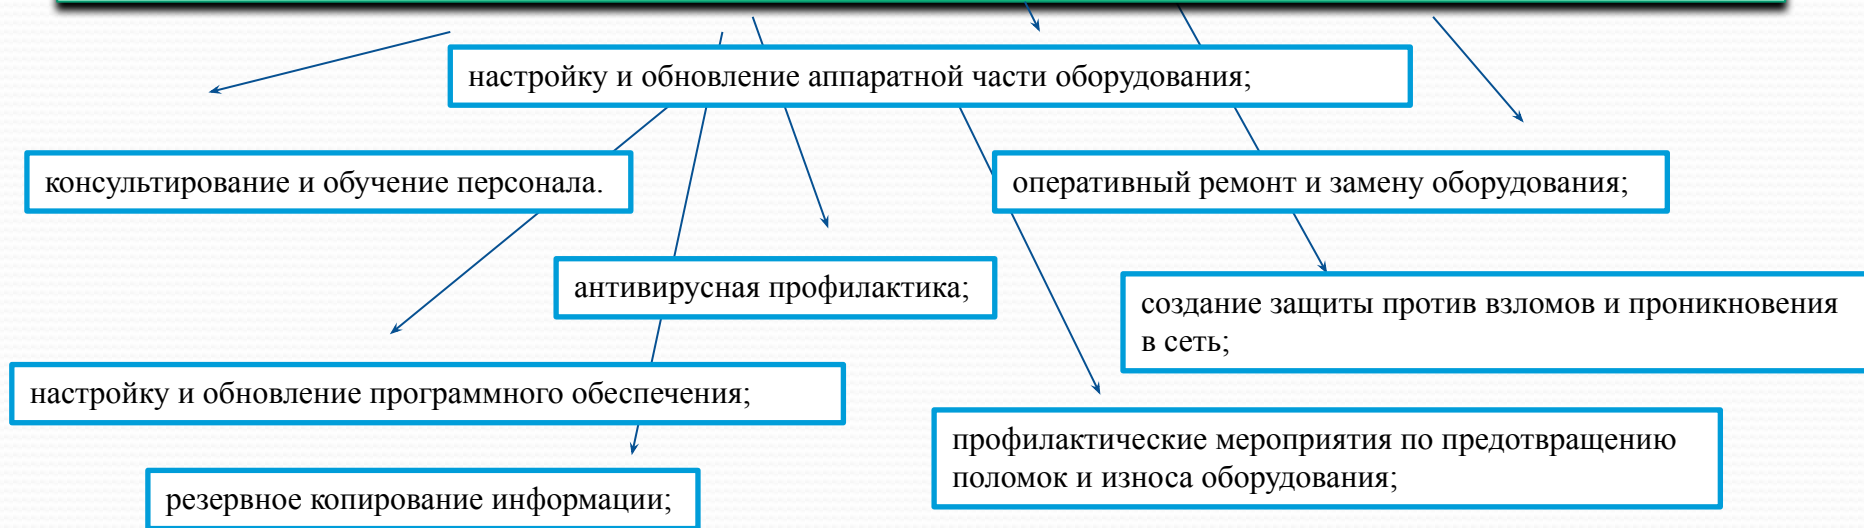 настройку и обновление аппаратной части оборудования;
консультирование и обучение персонала.
оперативный ремонт и замену оборудования;
антивирусная профилактика;
создание защиты против взломов и проникновения
в сеть;
настройку и обновление программного обеспечения;
профилактические мероприятия по предотвращению
поломок и износа оборудования;
резервное копирование информации;